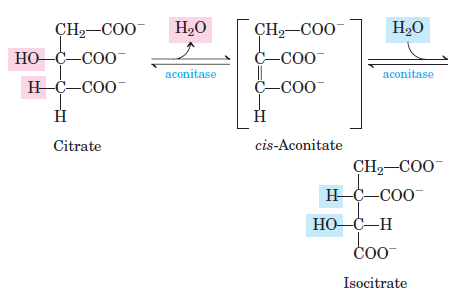 CH₂—COO⁻ H₂O CH₂—COO⁻ H₂O
HO—C—COO⁻ C—COO⁻
aconitase aconitase
H—C—COO⁻ C—COO⁻
H H
Citrate cis-Aconitate
CH₂—COO⁻
H—C—COO⁻
HO—C—H
COO⁻
Isocitrate